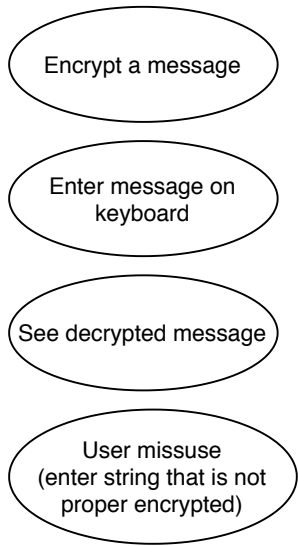 Encrypt a message
Enter message on
keyboard
See decrypted message
User missuse
(enter string that is not
proper encrypted)